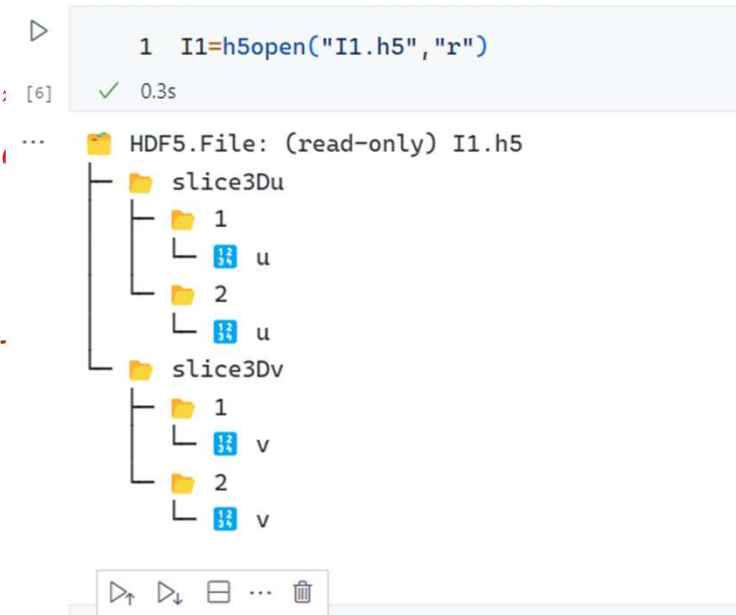 1 I1=h5open("I1.h5","r")
[6] 0.3s
... HDF5.File: (read-only) I1.h5
slice3Du
1
u
2
u
slice3Dv
1
v
2
v